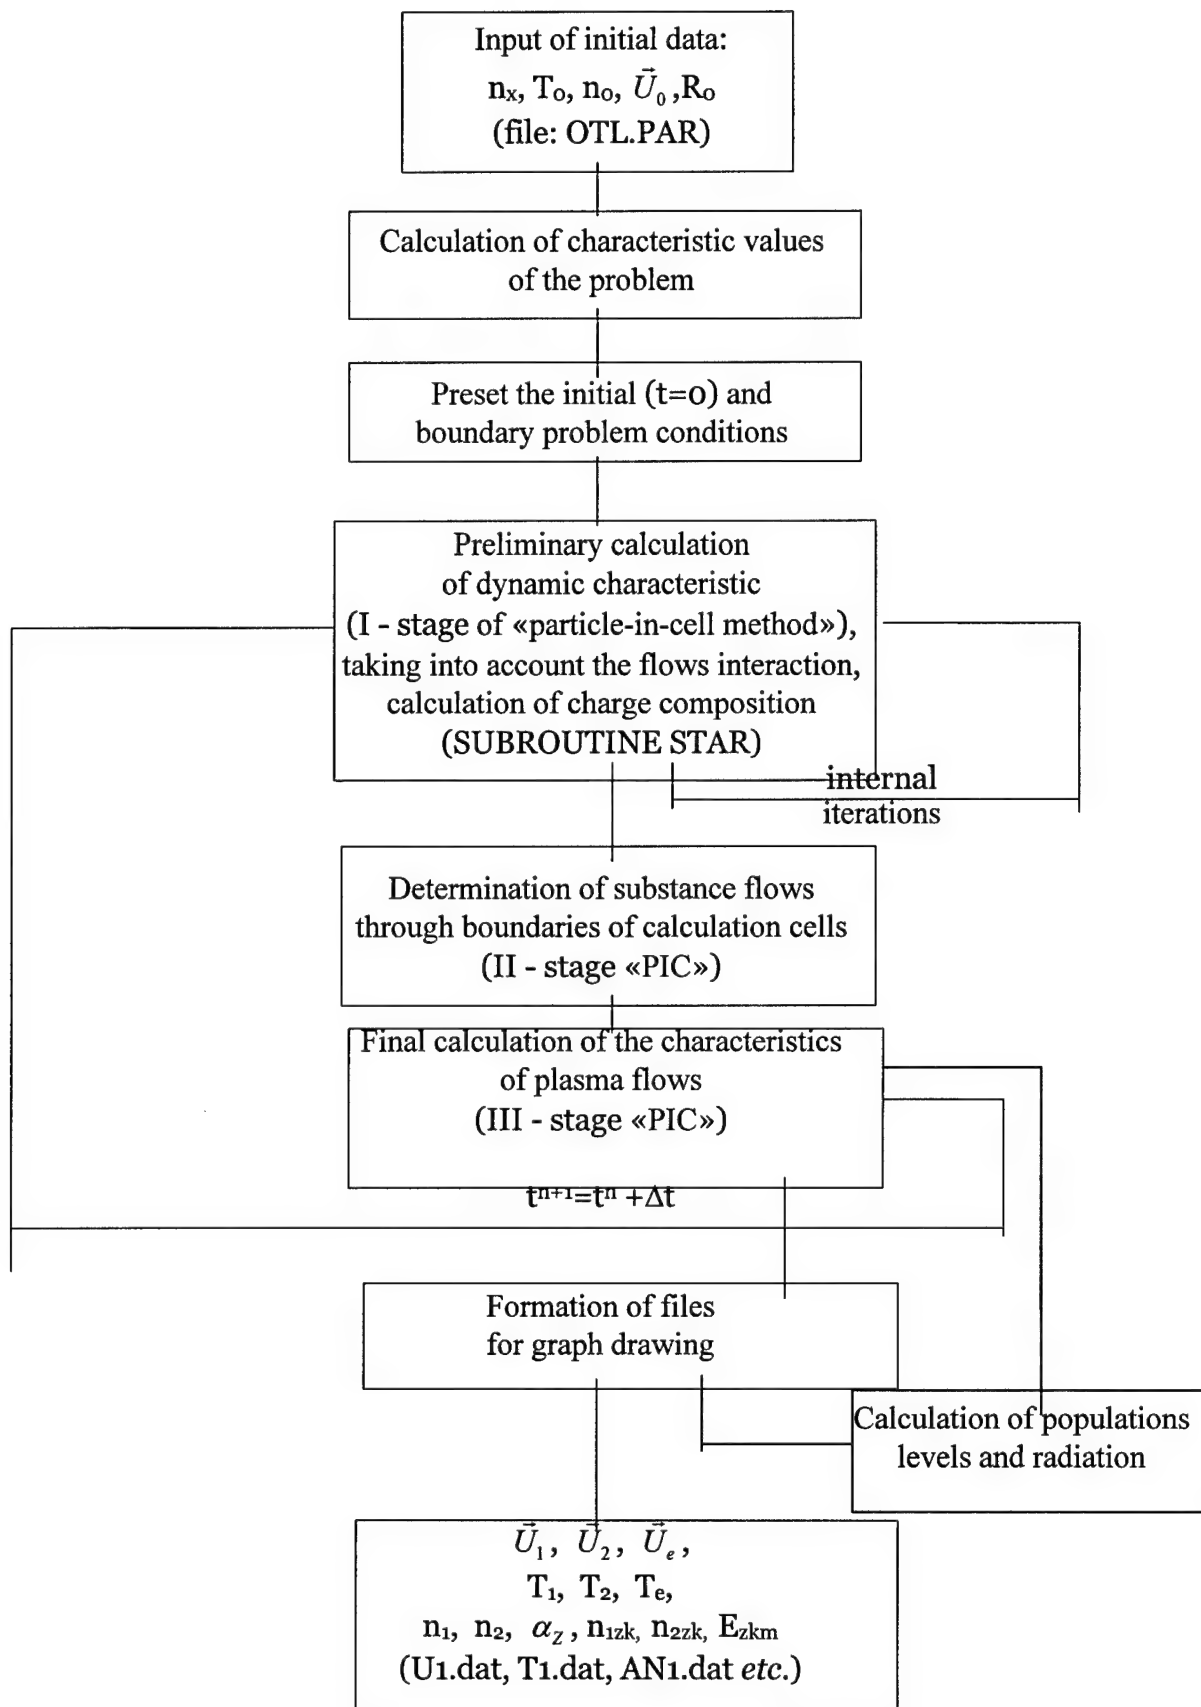 Input of initial data:
nₓ, T₀, n₀, U⃗₀ ,R₀
(file: OTL.PAR)
Calculation of characteristic values
of the problem
Preset the initial (t=0) and
boundary problem conditions
Preliminary calculation
of dynamic characteristic
(I - stage of «particle-in-cell method»),
taking into account the flows interaction,
calculation of charge composition
(SUBROUTINE STAR)
internal
iterations
Determination of substance flows
through boundaries of calculation cells
(II - stage «PIC»)
Final calculation of the characteristics
of plasma flows
(III - stage «PIC»)
tⁿ⁺¹=tⁿ +Δt
Formation of files
for graph drawing
Calculation of populations
levels and radiation
U⃗₁, U⃗₂, U⃗ₑ,
T₁, T₂, Tₑ,
n₁, n₂, α_Z, n₁zk, n₂zk, Ezkm
(U1.dat, T1.dat, AN1.dat etc.)